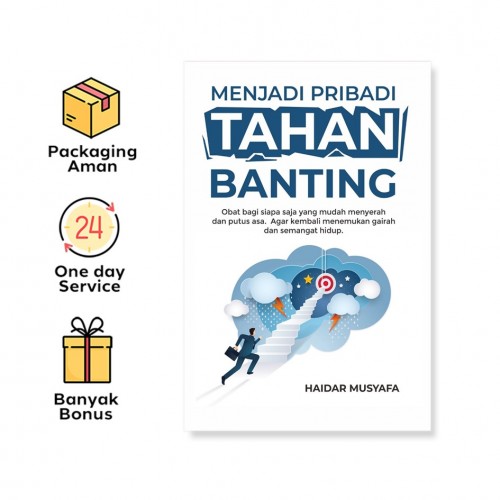 Packaging
Aman
24
One day
Service
Banyak
Bonus
MENJADI PRIBADI
TAHAN
BANTING
Obat bagi siapa saja yang mudah menyerah
dan putus asa. Agar kembali menemukan gairah
dan semangat hidup.
HAIDAR MUSYAFA